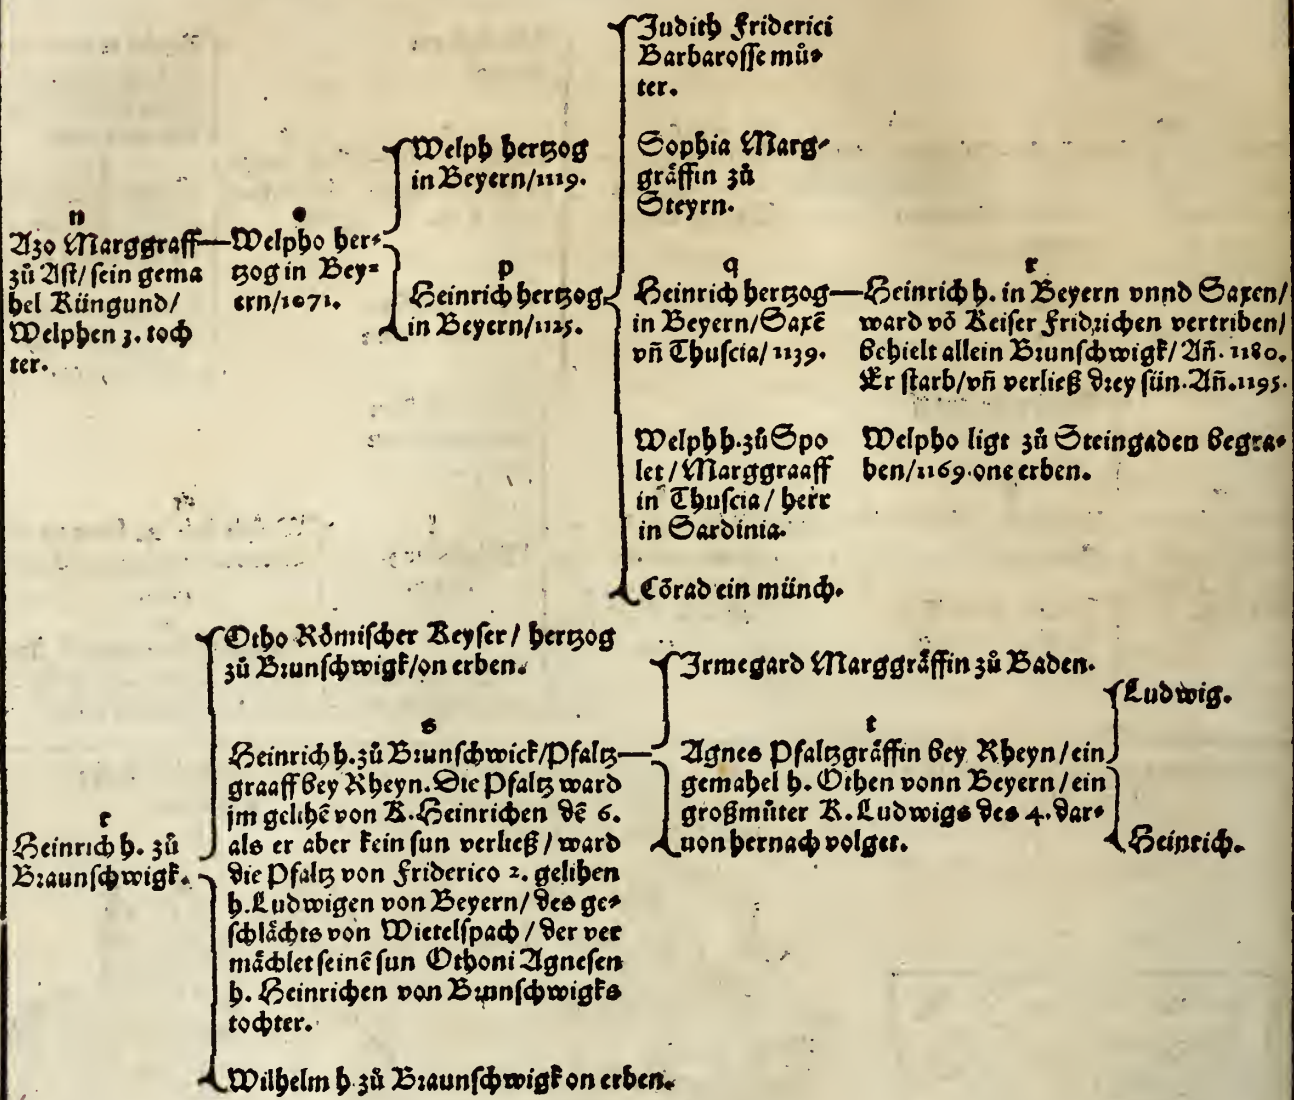 n
Azo Marggraff
zů Ast/ sein gema
hel Küngund/
Welphen 3. toch
ter.
o
Welpho her⸗
tzog in Bey⸗
ern/1071.
Welph hertzog
in Beyern/1119.
p
Heinrich hertzog
in Beyern/1125.
Judith Friderici
Barbarosse můt⸗
ter.
Sophia Marg⸗
gräffin zů
Steyrn.
q
Heinrich hertzog
in Beyern/Saxē
vñ Thuscia/ 1139.
Welph h. zů Spo
let/ Marggraaff
in Thuscia/ herr
in Sardinia.
Cōrad ein münch.
r
Heinrich h. in Beyern vnnd Saxen/
ward vō Keiser Fridrichen vertriben/
behielt allein Brunschwigk/ Añ. 1180.
Er starb/vñ verließ drey sün. Añ. 1195.
Welpho ligt zů Steingaden begra⸗
ben/1169. one erben.
r
Heinrich h. zů
Braunschwigk.
Otho Römischer Keyser/ hertzog
zů Brunschwigk/on erben.
s
Heinrich h. zů Brunschwick/Pfaltz
graaff bey Rheyn. Die Pfaltz ward
jm gelihē von K. Heinrichen dē 6.
als er aber kein sun verließ/ ward
die Pfaltz von Friderico 2. gelihen
h. Ludwigen von Beyern/ des ge⸗
schlächts von Wietelspach/ der ver
mächlet seinē sun Othoni Agnesen
h. Heinrichen von Brunschwigks
tochter.
Wilhelm h. zů Braunschwigk on erben.
Irmegard Marggräffin zů Baden.
t
Agnes Pfaltzgräffin bey Rheyn/ein
gemahel h. Othen vonn Beyern/ein
großmůter K. Ludwigs des 4. dar⸗
uon hernach volget.
Ludwig.
Heinrich.